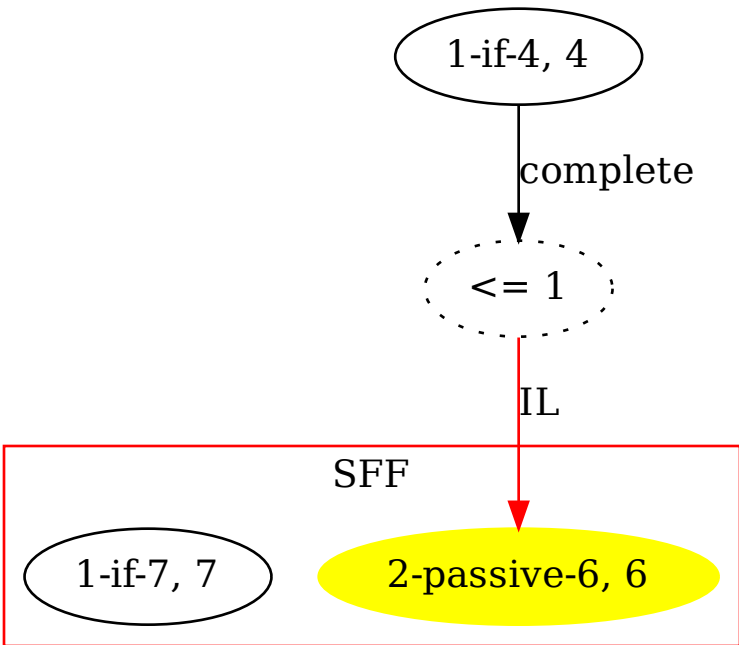 1-if-4, 4
complete
<= 1
IL
SFF
1-if-7, 7
2-passive-6, 6